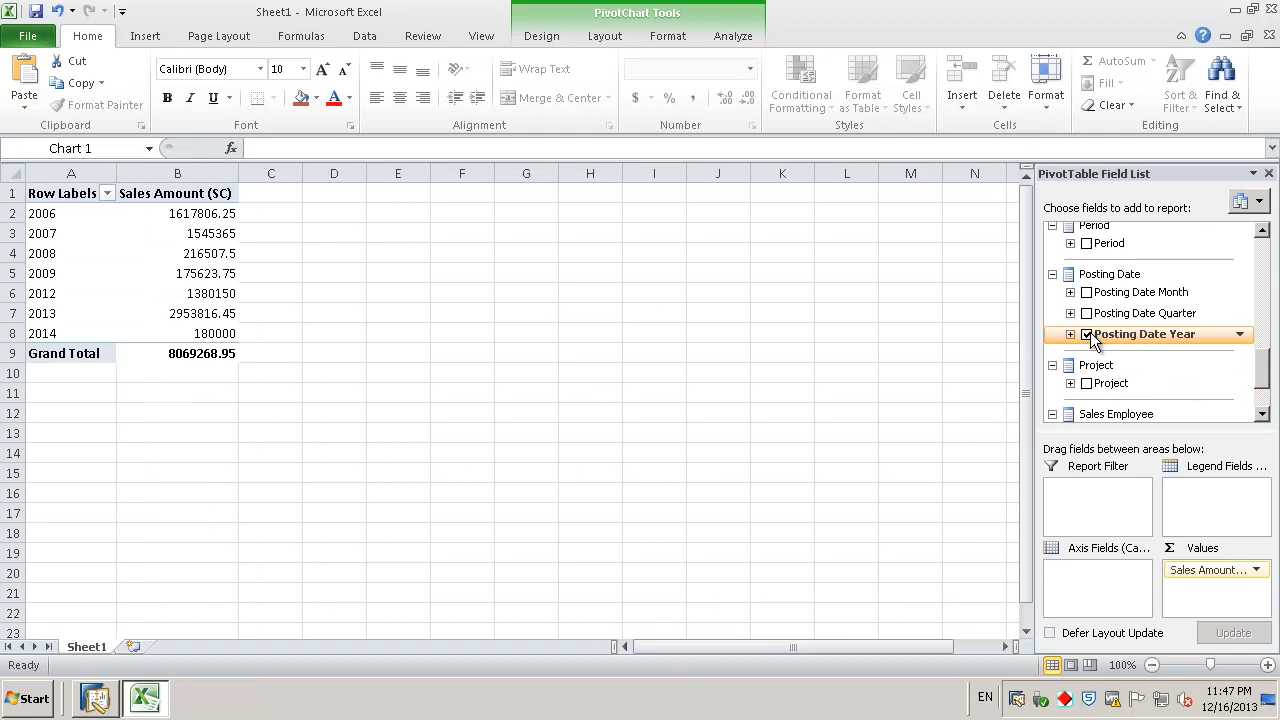 Sheet1 - Microsoft Excel
PivotChart Tools
File Home Insert Page Layout Formulas Data Review View Design Layout Format Analyze
Paste
Cut
Copy
Format Painter
Clipboard
Calibri (Body) 10
B I U
Font
Wrap Text
Merge & Center
Alignment
$ % ,
Number
Conditional Formatting
Format as Table
Cell Styles
Styles
Insert
Delete
Format
Cells
Σ AutoSum
Fill
Clear
Sort & Filter
Find & Select
Editing
Chart 1
fx
A B C D E F G H I J K L M N
1 Row Labels Sales Amount (SC)
2 2006 1617806.25
3 2007 1545365
4 2008 216507.5
5 2009 175623.75
6 2012 1380150
7 2013 2953816.45
8 2014 180000
9 Grand Total 8069268.95
10
11
12
13
14
15
16
17
18
19
20
21
22
23
PivotTable Field List
Choose fields to add to report:
Period
Period
Posting Date
Posting Date Month
Posting Date Quarter
Posting Date Year
Project
Project
Sales Employee
Drag fields between areas below:
Report Filter
Legend Fields ...
Axis Fields (Ca...
Σ Values
Sales Amount...
Defer Layout Update
Update
Sheet1
Ready
100%
Start
EN
11:47 PM
12/16/2013